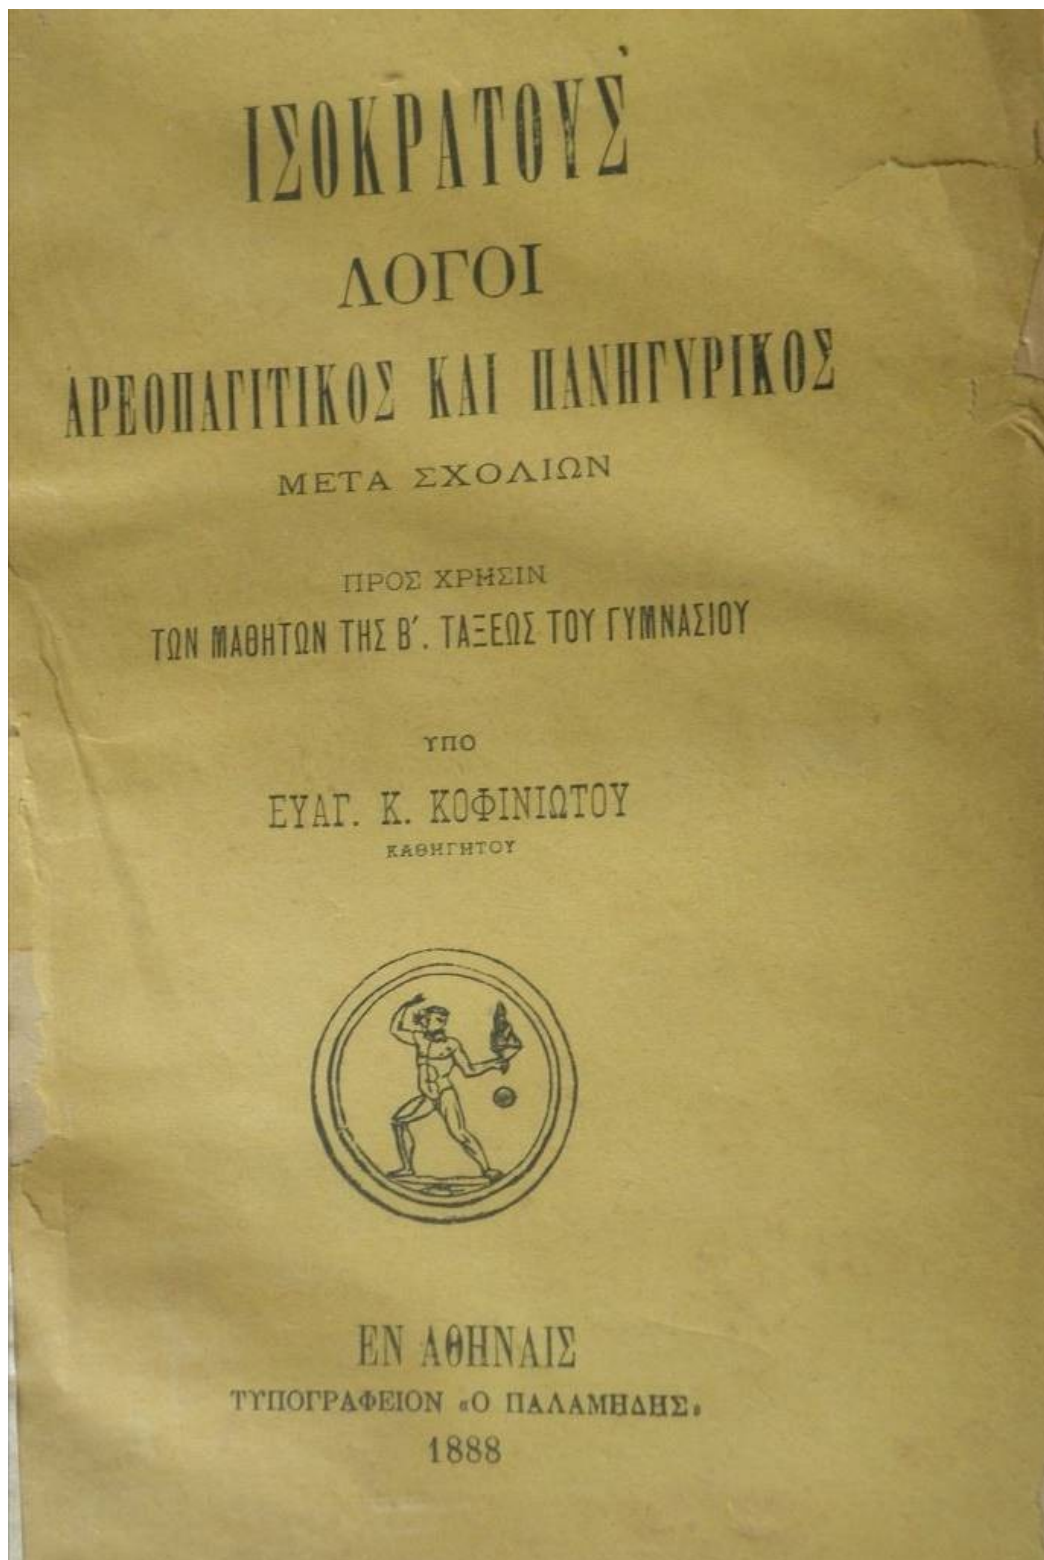 ΙΣΟΚΡΑΤΟΥΣ
ΛΟΓΟΙ
ΑΡΕΟΠΑΓΙΤΙΚΟΣ ΚΑΙ ΠΑΝΗΓΥΡΙΚΟΣ
ΜΕΤΑ ΣΧΟΛΙΩΝ
ΠΡΟΣ ΧΡΗΣΙΝ
ΤΩΝ ΜΑΘΗΤΩΝ ΤΗΣ Β΄. ΤΑΞΕΩΣ ΤΟΥ ΓΥΜΝΑΣΙΟΥ
ΥΠΟ
ΕΥΑΓ. Κ. ΚΟΦΙΝΙΩΤΟΥ
ΚΑΘΗΓΗΤΟΥ
ΕΝ ΑΘΗΝΑΙΣ
ΤΥΠΟΓΡΑΦΕΙΟΝ «Ο ΠΑΛΑΜΗΔΗΣ»
1888